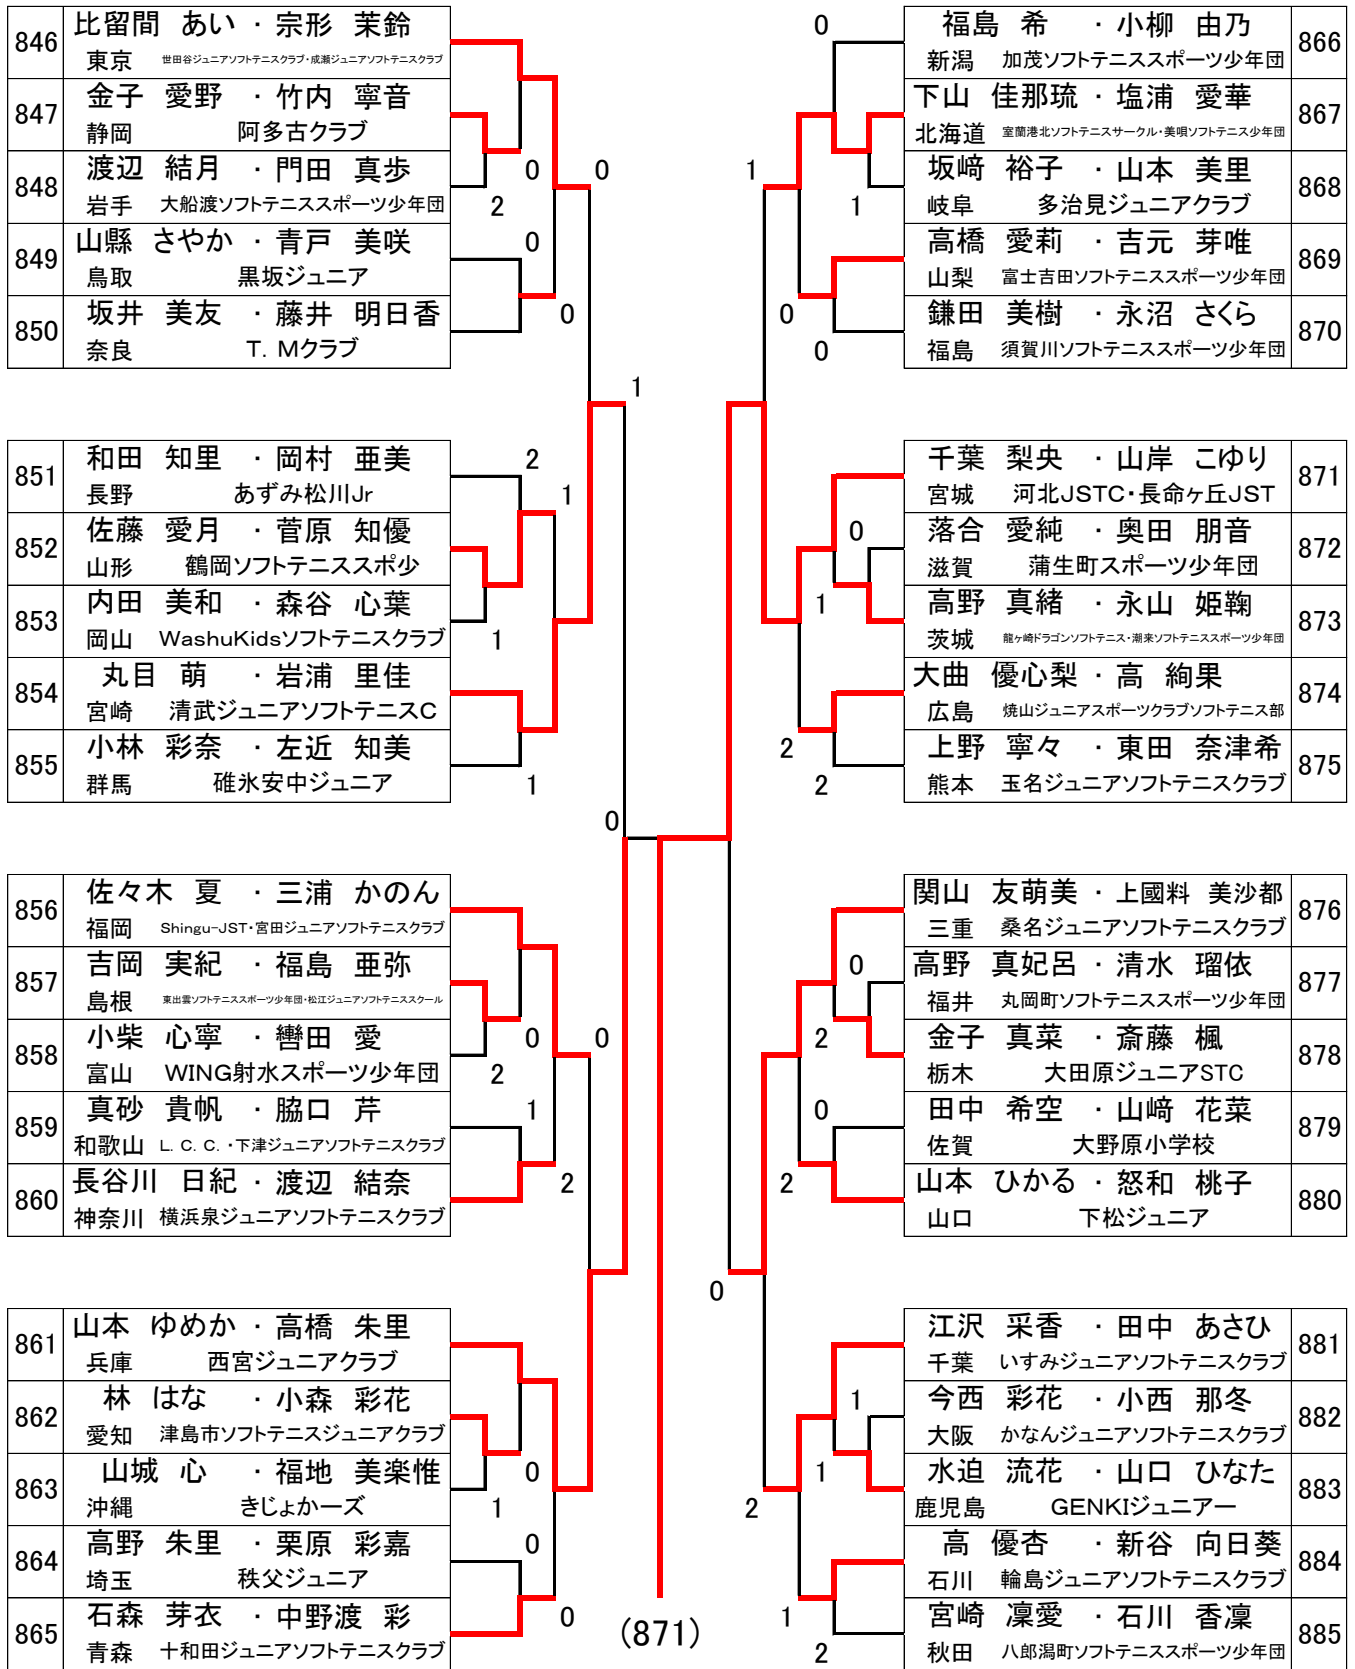 846 比留間 あい ・ 宗形 茉鈴
東京 世田谷ジュニアソフトテニスクラブ・成瀬ジュニアソフトテニスクラブ
847 金子 愛野 ・ 竹内 寧音
静岡 阿多古クラブ
848 渡辺 結月 ・ 門田 真歩
岩手 大船渡ソフトテニススポーツ少年団
849 山縣 さやか ・ 青戸 美咲
鳥取 黒坂ジュニア
850 坂井 美友 ・ 藤井 明日香
奈良 T. Mクラブ
0
2
0
0
0
1
851 和田 知里 ・ 岡村 亜美
長野 あずみ松川Jr
852 佐藤 愛月 ・ 菅原 知優
山形 鶴岡ソフトテニススポ少
853 内田 美和 ・ 森谷 心葉
岡山 WashuKidsソフトテニスクラブ
854 丸目 萌 ・ 岩浦 里佳
宮崎 清武ジュニアソフトテニスC
855 小林 彩奈 ・ 左近 知美
群馬 碓氷安中ジュニア
2
1
1
1
0
856 佐々木 夏 ・ 三浦 かのん
福岡 Shingu-JST・宮田ジュニアソフトテニスクラブ
857 吉岡 実紀 ・ 福島 亜弥
島根 東出雲ソフトテニススポーツ少年団・松江ジュニアソフトテニススクール
858 小柴 心寧 ・ 轡田 愛
富山 WING射水スポーツ少年団
859 真砂 貴帆 ・ 脇口 芹
和歌山 L. C. C. ・下津ジュニアソフトテニスクラブ
860 長谷川 日紀 ・ 渡辺 結奈
神奈川 横浜泉ジュニアソフトテニスクラブ
0
0
2
1
2
861 山本 ゆめか ・ 高橋 朱里
兵庫 西宮ジュニアクラブ
862 林 はな ・ 小森 彩花
愛知 津島市ソフトテニスジュニアクラブ
863 山城 心 ・ 福地 美楽惟
沖縄 きじょかーズ
864 高野 朱里 ・ 栗原 彩嘉
埼玉 秩父ジュニア
865 石森 芽衣 ・ 中野渡 彩
青森 十和田ジュニアソフトテニスクラブ
0
1
0
0
(871)
0
福島 希 ・ 小柳 由乃 866
新潟 加茂ソフトテニススポーツ少年団
下山 佳那琉 ・ 塩浦 愛華 867
北海道 室蘭港北ソフトテニスサークル・美唄ソフトテニス少年団
坂﨑 裕子 ・ 山本 美里 868
岐阜 多治見ジュニアクラブ
高橋 愛莉 ・ 吉元 芽唯 869
山梨 富士吉田ソフトテニススポーツ少年団
鎌田 美樹 ・ 永沼 さくら 870
福島 須賀川ソフトテニススポーツ少年団
1
1
0
0
千葉 梨央 ・ 山岸 こゆり 871
宮城 河北JSTC・長命ヶ丘JST
落合 愛純 ・ 奥田 朋音 872
滋賀 蒲生町スポーツ少年団
高野 真緒 ・ 永山 姫鞠 873
茨城 龍ヶ崎ドラゴンソフトテニス・潮来ソフトテニススポーツ少年団
大曲 優心梨 ・ 高 絢果 874
広島 焼山ジュニアスポーツクラブソフトテニス部
上野 寧々 ・ 東田 奈津希 875
熊本 玉名ジュニアソフトテニスクラブ
0
1
2
2
関山 友萌美 ・ 上國料 美沙都 876
三重 桑名ジュニアソフトテニスクラブ
高野 真妃呂 ・ 清水 瑠依 877
福井 丸岡町ソフトテニススポーツ少年団
金子 真菜 ・ 斎藤 楓 878
栃木 大田原ジュニアSTC
田中 希空 ・ 山﨑 花菜 879
佐賀 大野原小学校
山本 ひかる ・ 怒和 桃子 880
山口 下松ジュニア
0
2
0
2
0
江沢 采香 ・ 田中 あさひ 881
千葉 いすみジュニアソフトテニスクラブ
今西 彩花 ・ 小西 那冬 882
大阪 かなんジュニアソフトテニスクラブ
水迫 流花 ・ 山口 ひなた 883
鹿児島 GENKIジュニアー
高 優杏 ・ 新谷 向日葵 884
石川 輪島ジュニアソフトテニスクラブ
宮崎 凜愛 ・ 石川 香凜 885
秋田 八郎潟町ソフトテニススポーツ少年団
1
1
2
1
2